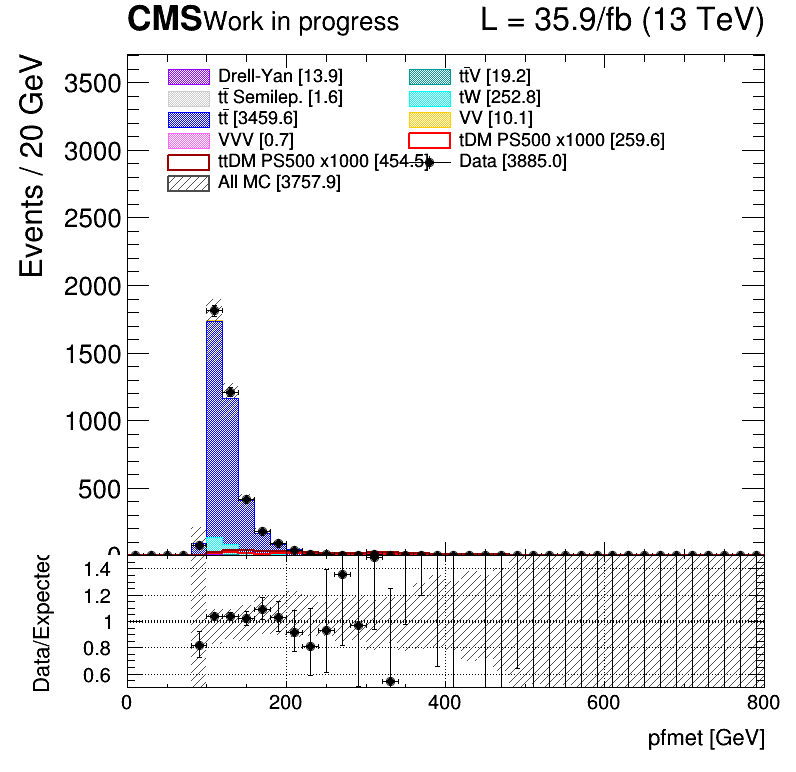 CMS Work in progress L = 35.9/fb (13 TeV)
Events / 20 GeV
3500
3000
2500
2000
1500
1000
500
0
Drell-Yan [13.9]
tt̄ Semilep. [1.6]
tt̄ [3459.6]
VVV [0.7]
ttDM PS500 x1000 [454.5]
All MC [3757.9]
tt̄V [19.2]
tW [252.8]
VV [10.1]
tDM PS500 x1000 [259.6]
Data [3885.0]
Data/Expected
1.4
1.2
1
0.8
0.6
0 200 400 600 800
pfmet [GeV]